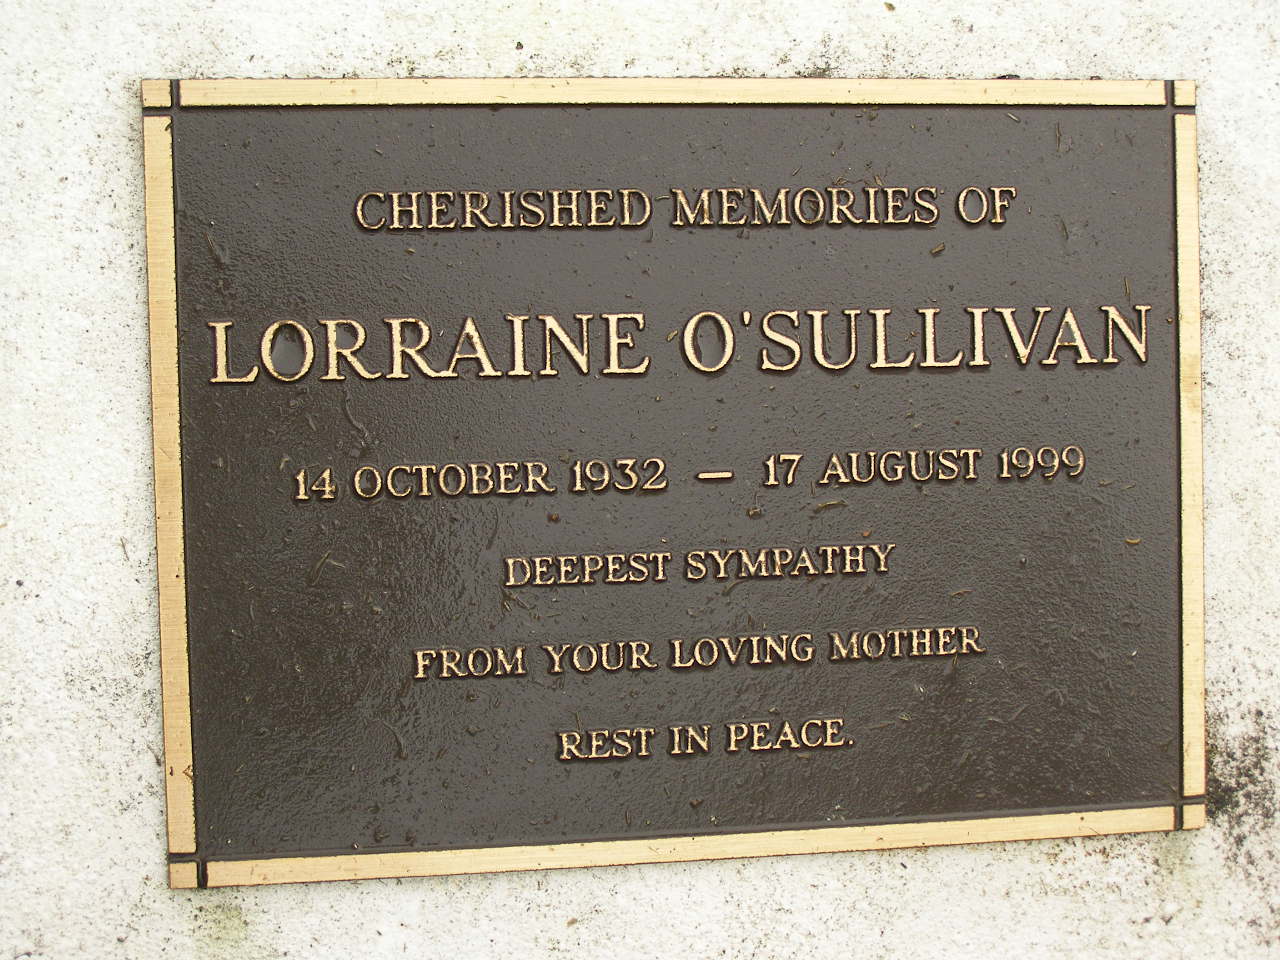 CHERISHED MEMORIES OF
LORRAINE O'SULLIVAN
14 OCTOBER 1932 – 17 AUGUST 1999
DEEPEST SYMPATHY
FROM YOUR LOVING MOTHER
REST IN PEACE.